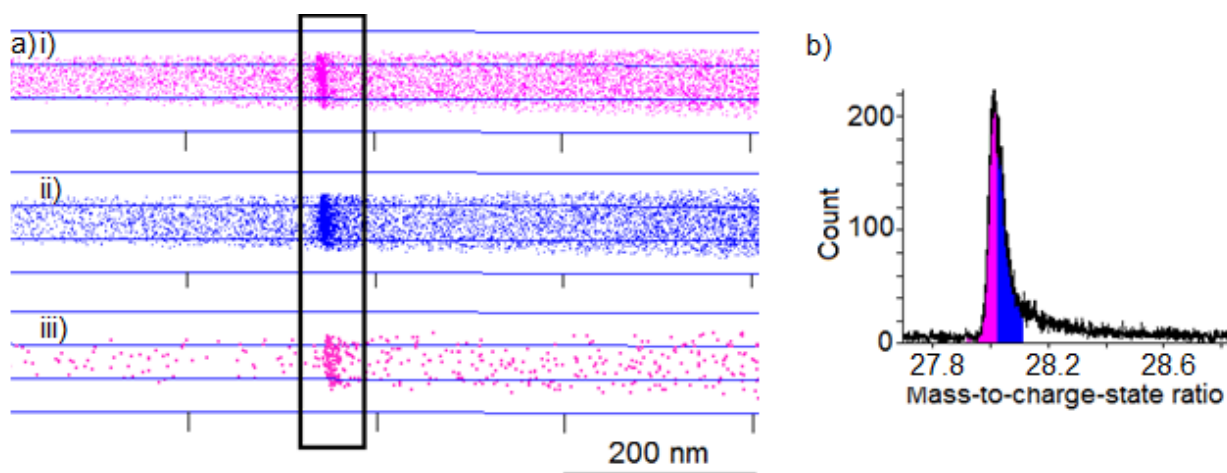 a) i)
ii)
iii)
200 nm
b)
200
100
0
Count
27.8 28.2 28.6
Mass-to-charge-state ratio